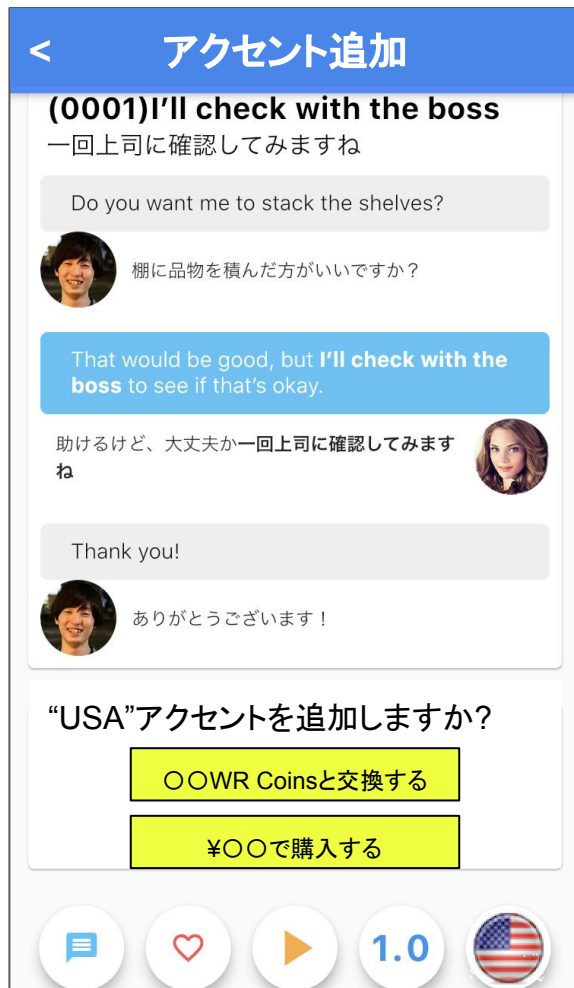 < アクセント追加
(0001)I'll check with the boss
一回上司に確認してみますね
Do you want me to stack the shelves?
棚に品物を積んだ方がいいですか？
That would be good, but I'll check with the
boss to see if that's okay.
助けるけど、大丈夫か一回上司に確認してみます
ね
Thank you!
ありがとうございます！
“USA”アクセントを追加しますか?
〇〇WR Coinsと交換する
¥〇〇で購入する
1.0